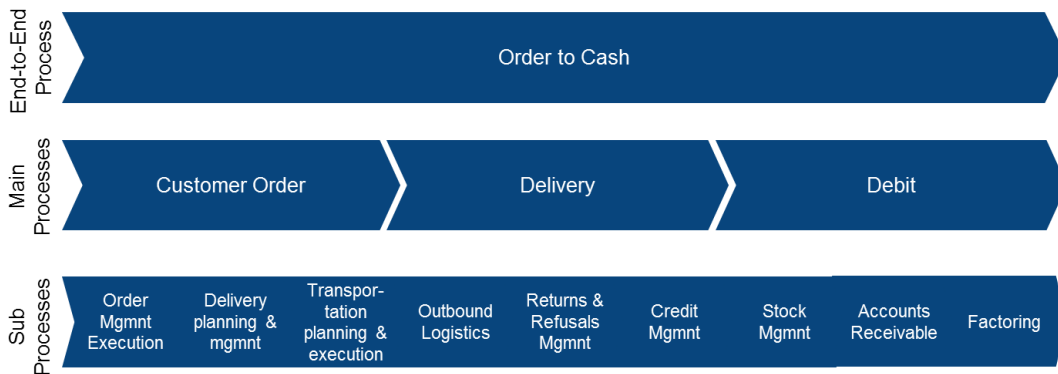 End-to-End
Process
Order to Cash
Main
Processes
Customer Order
Delivery
Debit
Sub
Processes
Order
Mgmnt
Execution
Delivery
planning &
mgmnt
Transpor-
tation
planning &
execution
Outbound
Logistics
Returns &
Refusals
Mgmnt
Credit
Mgmnt
Stock
Mgmnt
Accounts
Receivable
Factoring